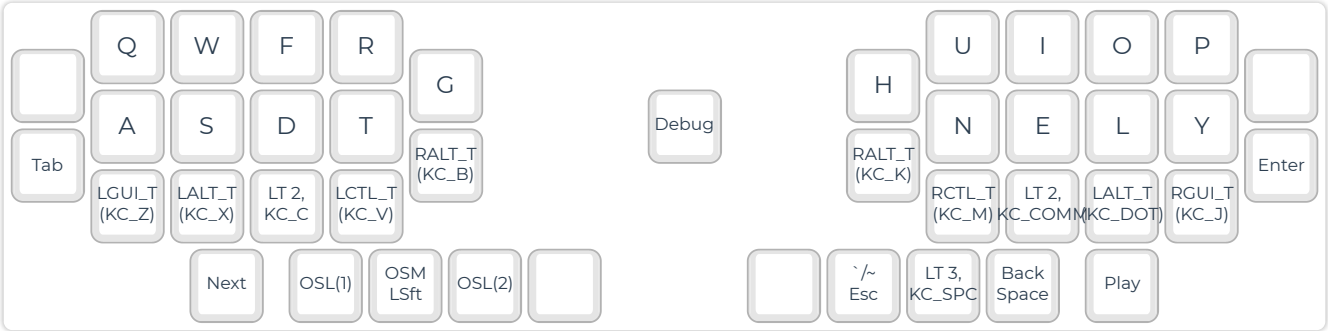 Q W F R U I O P
G H
A S D T Debug N E L Y
Tab RALT_T RALT_T Enter
(KC_B) (KC_K)
LGUI_T LALT_T LT 2, LCTL_T RCTL_T LT 2, LALT_T RGUI_T
(KC_Z) (KC_X) KC_C (KC_V) (KC_M) KC_COMM (KC_DOT) (KC_J)
Next OSL(1) OSM OSL(2) `/~ LT 3, Back Play
LSft Esc KC_SPC Space